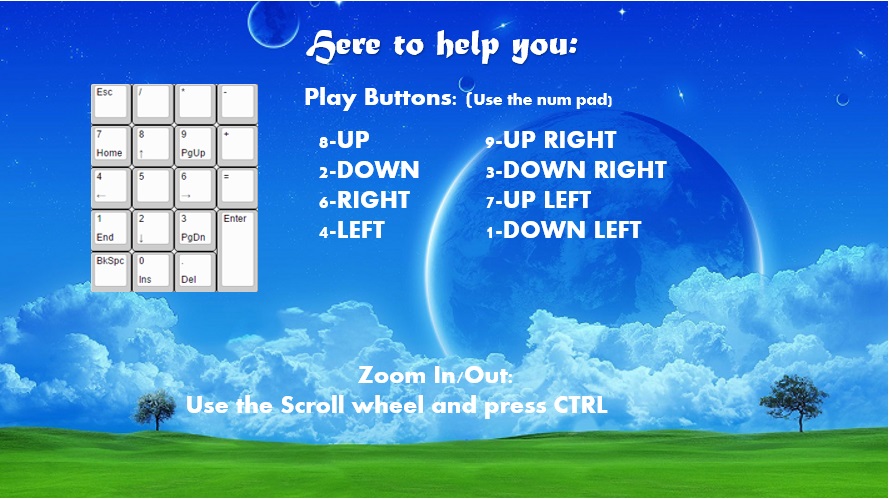 Here to help you:
Play Buttons: (Use the num pad)
8-UP 9-UP RIGHT
2-DOWN 3-DOWN RIGHT
6-RIGHT 7-UP LEFT
4-LEFT 1-DOWN LEFT
Esc / * -
7 8 9 +
Home ↑ PgUp
4 5 6 =
← →
1 2 3 Enter
End ↓ PgDn
BkSpc 0 .
Ins Del
Zoom In/Out:
Use the Scroll wheel and press CTRL